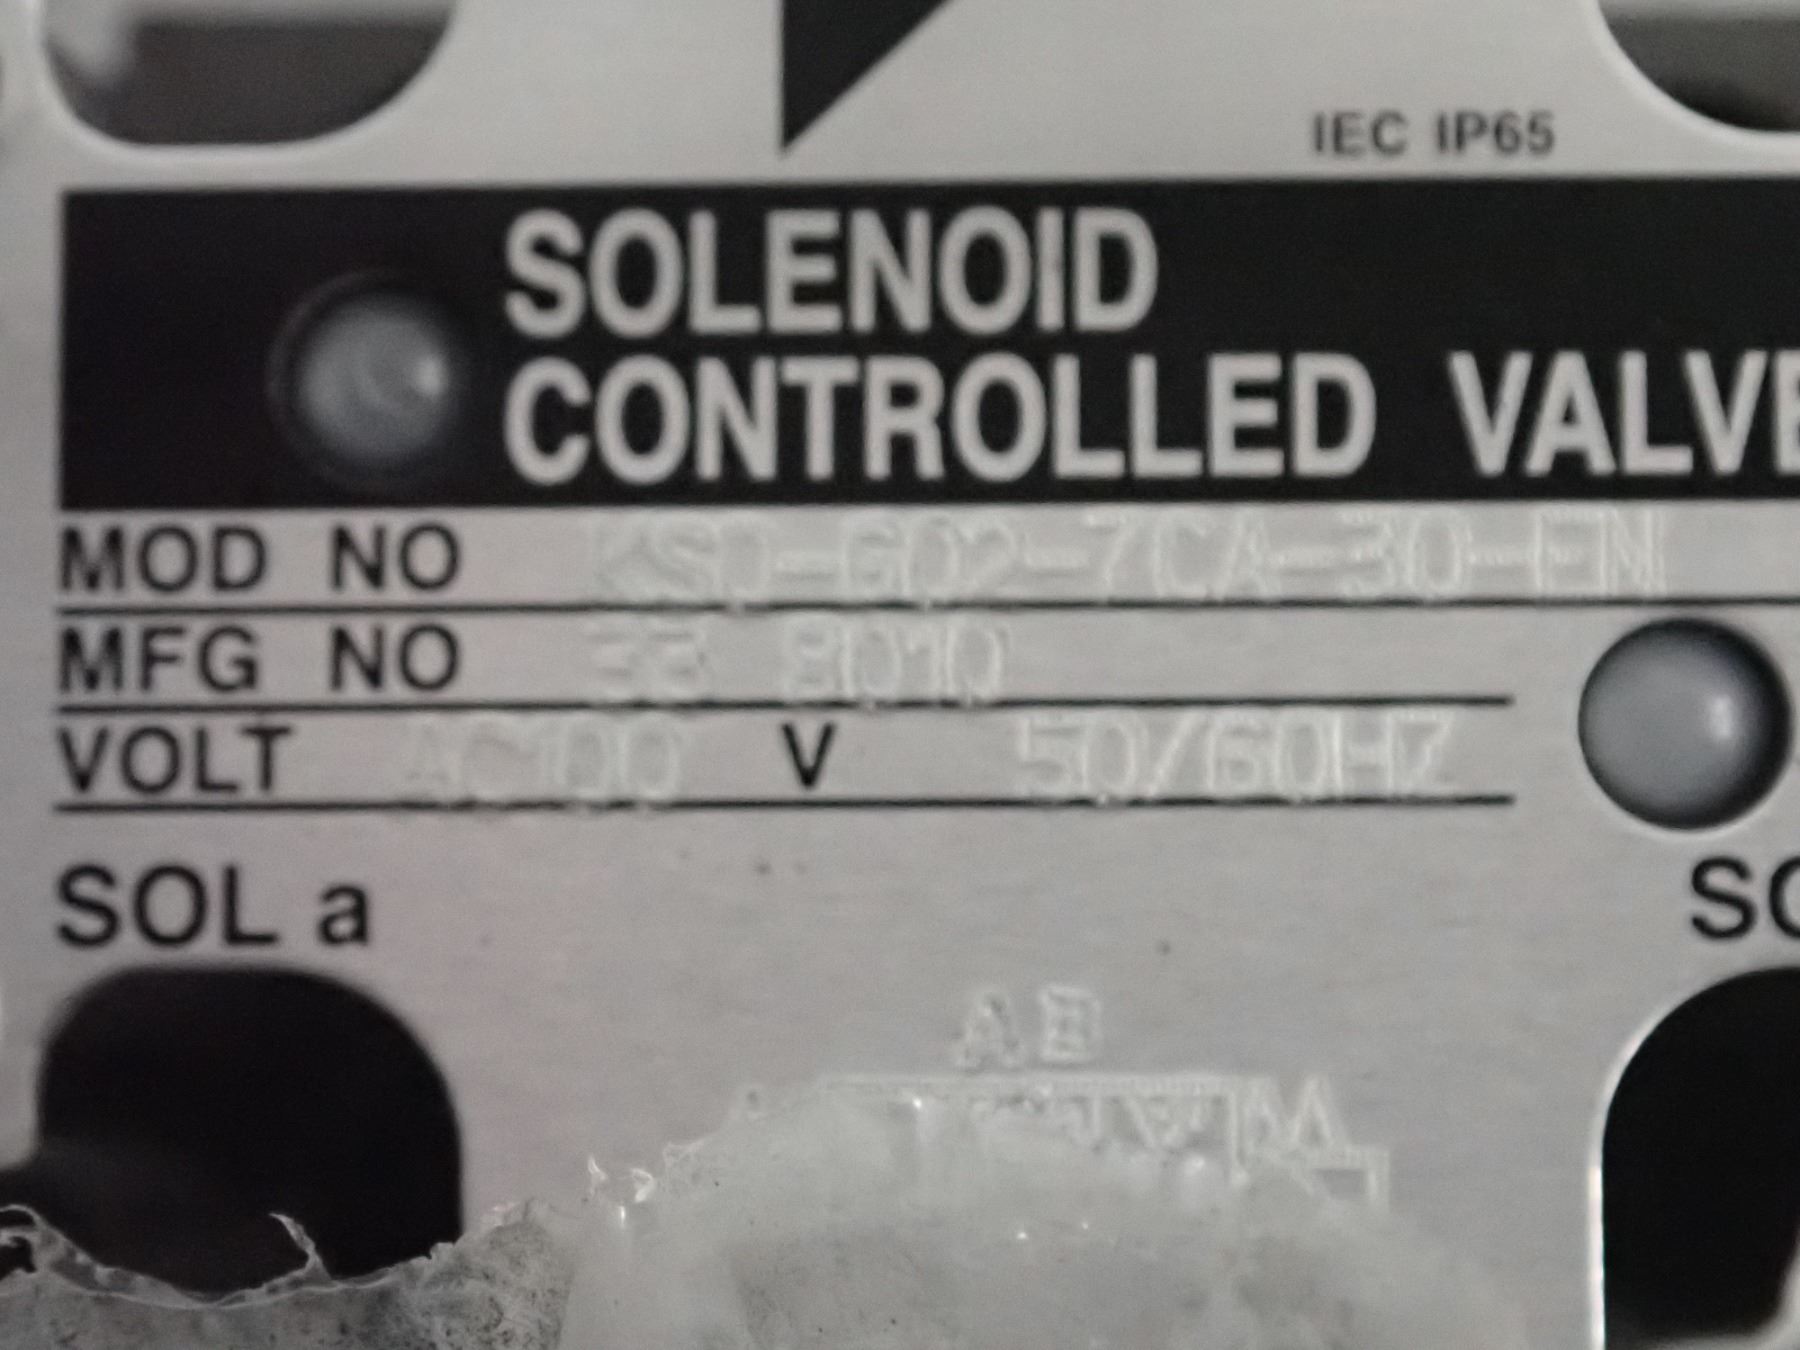 IEC IP65
SOLENOID
CONTROLLED VALVE
MOD NO KSO-G02-7CA-30-EN
MFG NO 33 8010
VOLT AC100 V 50/60HZ
SOL a
AB